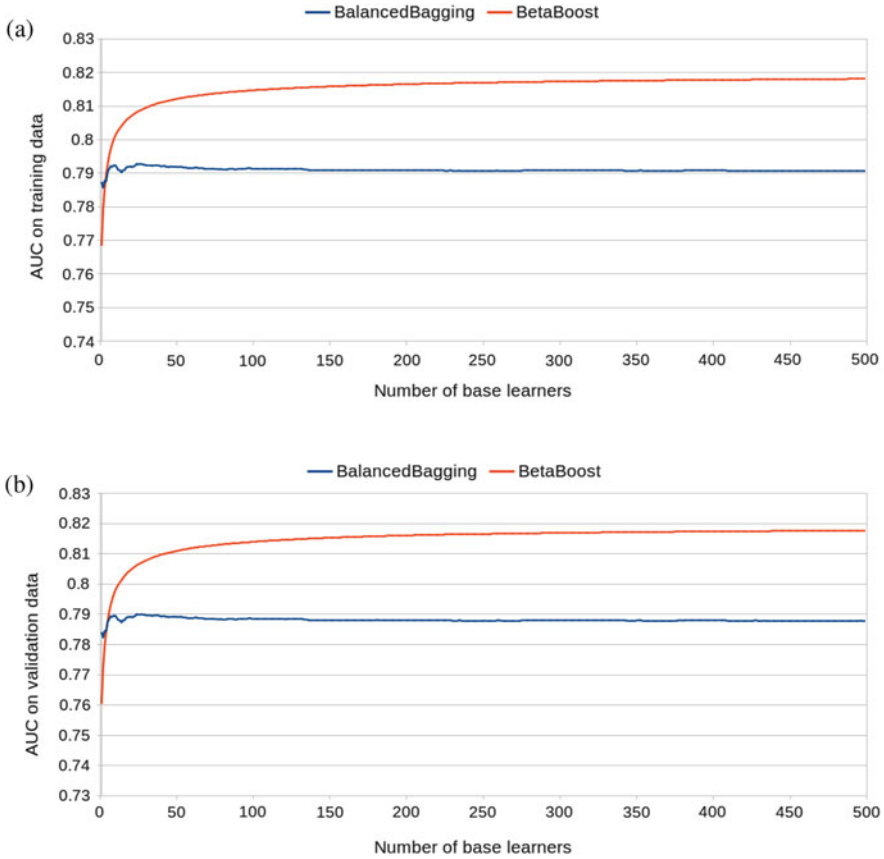 BalancedBagging BetaBoost
(a)
0.83
0.82
0.81
0.8
0.79
0.78
0.77
0.76
0.75
0.74
AUC on training data
0 50 100 150 200 250 300 350 400 450 500
Number of base learners
BalancedBagging BetaBoost
(b)
0.83
0.82
0.81
0.8
0.79
0.78
0.77
0.76
0.75
0.74
0.73
AUC on validation data
0 50 100 150 200 250 300 350 400 450 500
Number of base learners